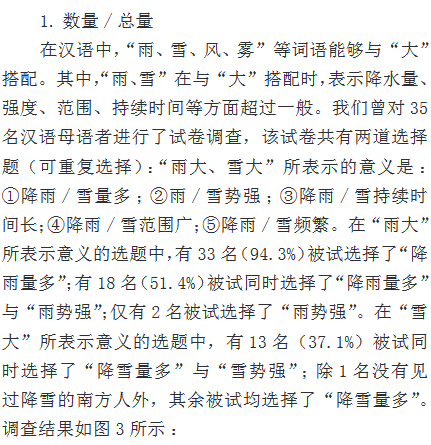 1. 数量／总量
在汉语中，“雨、雪、风、雾”等词语能够与“大”
搭配。其中，“雨、雪”在与“大”搭配时，表示降水量、
强度、范围、持续时间等方面超过一般。我们曾对 35
名汉语母语者进行了试卷调查，该试卷共有两道选择
题（可重复选择）：“雨大、雪大”所表示的意义是：
①降雨／雪量多；②雨／雪势强；③降雨／雪持续时
间长；④降雨／雪范围广；⑤降雨／雪频繁。在“雨大”
所表示意义的选题中，有 33 名（94.3%）被试选择了“降
雨量多”；有 18 名（51.4%）被试同时选择了“降雨量多”
与“雨势强”；仅有 2 名被试选择了“雨势强”。在“雪
大”所表示意义的选题中，有 13 名（37.1%）被试同
时选择了“降雪量多”与“雪势强”；除 1 名没有见
过降雪的南方人外，其余被试均选择了“降雪量多”。
调查结果如图 3 所示：